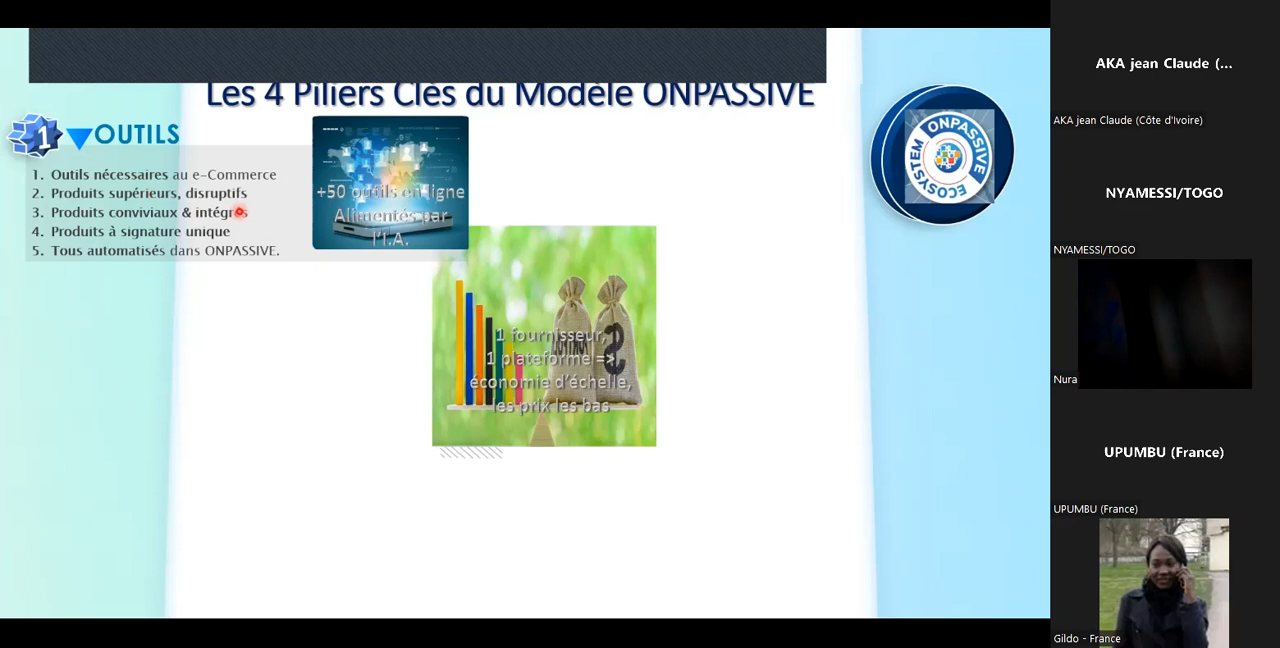 Les 4 Piliers Clés du Modèle ONPASSIVE
1
OUTILS
1. Outils nécessaires au e-Commerce
2. Produits supérieurs, disruptifs
3. Produits conviviaux & intégrés
4. Produits à signature unique
5. Tous automatisés dans ONPASSIVE.
+50 outils en ligne
Alimentés par
l'I.A.
1 fournisseur,
1 plateforme =>
économie d'échelle,
les prix les bas
$
ONPASSIVE
ECOSYSTEM
AKA jean Claude (...
AKA jean Claude (Côte d'Ivoire)
NYAMESSI/TOGO
NYAMESSI/TOGO
Nura
UPUMBU (France)
UPUMBU (France)
Gildo - France